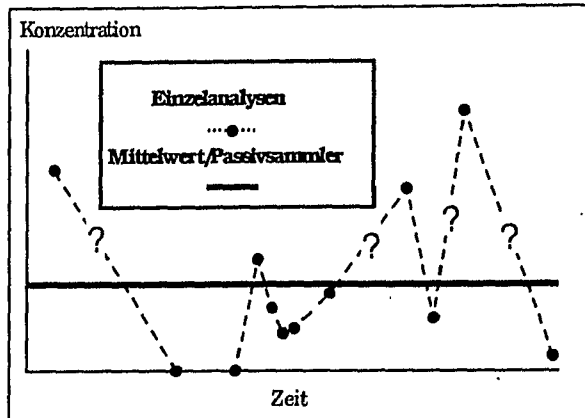 Konzentration
Einzelanalysen
Mittelwert/Passivsammler
?
?
?
?
Zeit